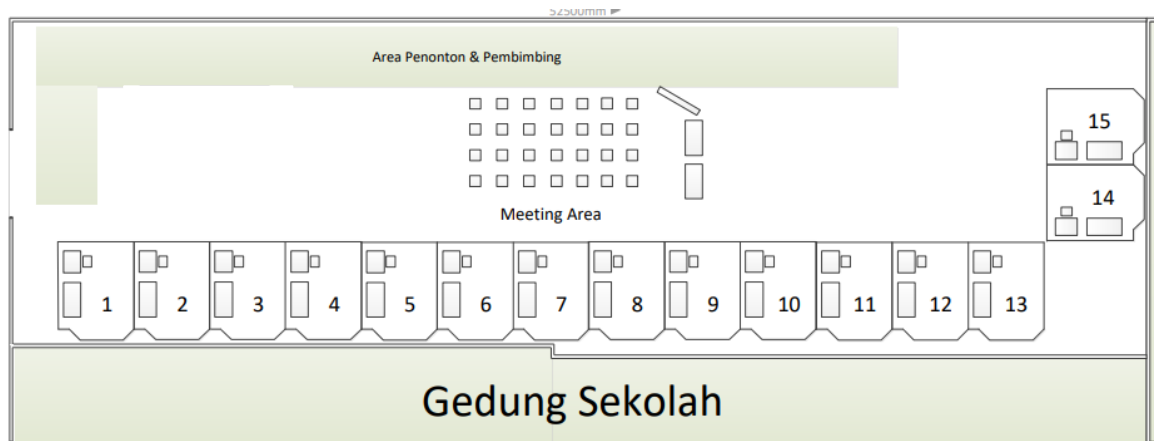 52500mm
Area Penonton & Pembimbing
15
14
Meeting Area
1 2 3 4 5 6 7 8 9 10 11 12 13
Gedung Sekolah